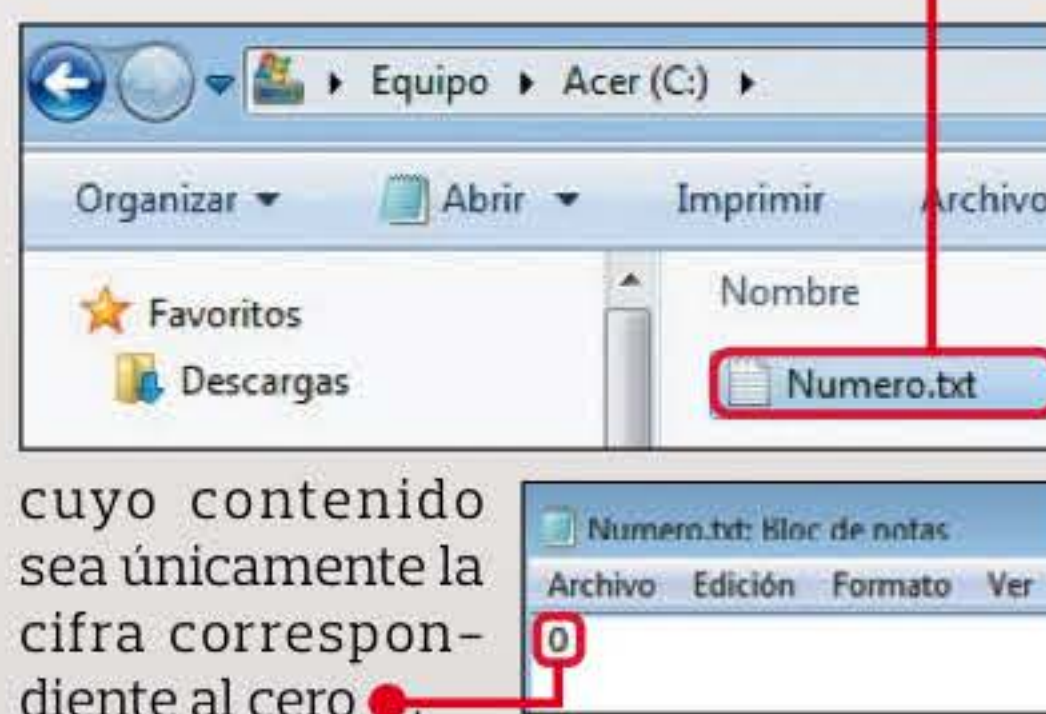 Equipo Acer (C:)
Organizar Abrir Imprimir Archivo
Favoritos
Descargas
Nombre
Numero.txt
cuyo contenido
sea únicamente la
cifra correspon-
diente al cero .
Numero.txt: Bloc de notas
Archivo Edición Formato Ver
0